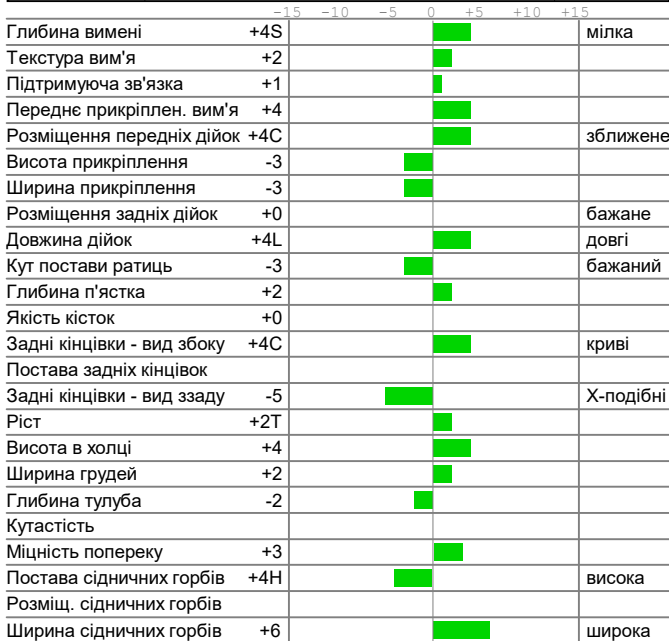 -15 -10 -5 0 +5 +10 +15
Глибина вимені +4S мілка
Текстура вим'я +2
Підтримуюча зв'язка +1
Переднє прикріплен. вим'я +4
Розміщення передніх дійок +4C зближене
Висота прикріплення -3
Ширина прикріплення -3
Розміщення задніх дійок +0 бажане
Довжина дійок +4L довгі
Кут постави ратиць -3 бажаний
Глибина п'ястка +2
Якість кісток +0
Задні кінцівки - вид збоку +4C криві
Постава задніх кінцівок
Задні кінцівки - вид ззаду -5 Х-подібні
Ріст +2T
Висота в холці +4
Ширина грудей +2
Глибина тулуба -2
Кутастість
Міцність попереку +3
Постава сідничних горбів +4H висока
Розміщ. сідничних горбів
Ширина сідничних горбів +6 широка